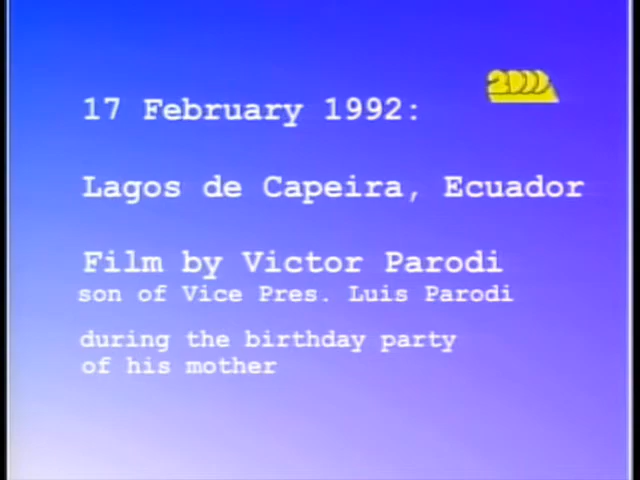 2000
17 February 1992:
Lagos de Capeira, Ecuador
Film by Victor Parodi
son of Vice Pres. Luis Parodi
during the birthday party
of his mother